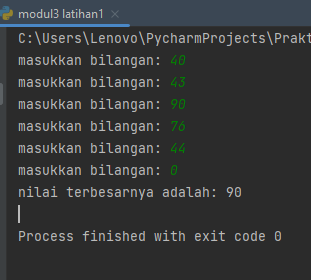 modul3 latihan1
C:\Users\Lenovo\PycharmProjects\Prakt
masukkan bilangan: 40
masukkan bilangan: 43
masukkan bilangan: 90
masukkan bilangan: 76
masukkan bilangan: 44
masukkan bilangan: 0
nilai terbesarnya adalah: 90
Process finished with exit code 0